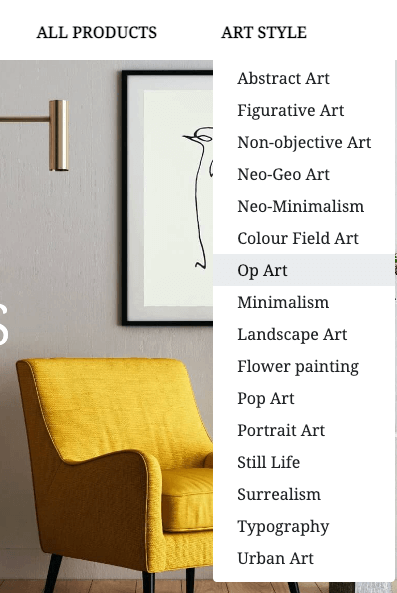 ALL PRODUCTS ART STYLE
Abstract Art
Figurative Art
Non-objective Art
Neo-Geo Art
Neo-Minimalism
Colour Field Art
Op Art
Minimalism
Landscape Art
Flower painting
Pop Art
Portrait Art
Still Life
Surrealism
Typography
Urban Art